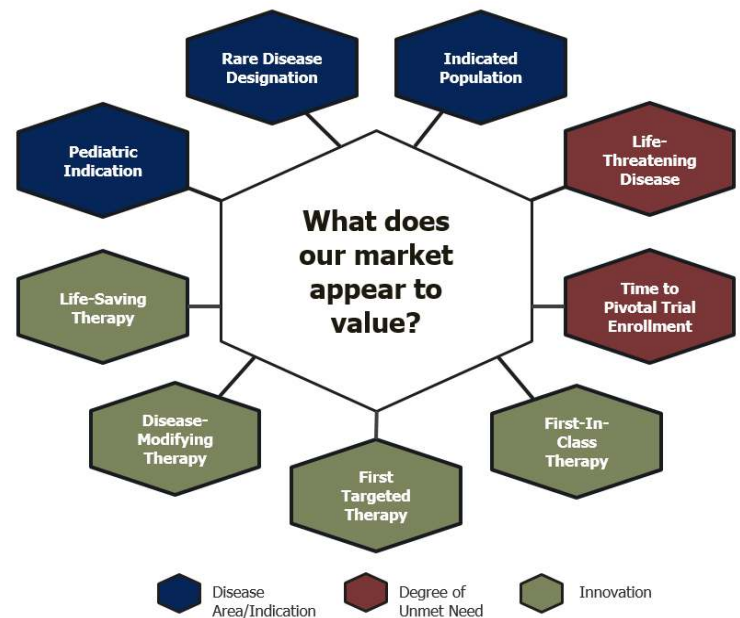 Rare Disease
Designation
Indicated
Population
Pediatric
Indication
Life-
Threatening
Disease
What does
our market
appear to
value?
Life-Saving
Therapy
Time to
Pivotal Trial
Enrollment
Disease-
Modifying
Therapy
First-In-
Class
Therapy
First
Targeted
Therapy
Disease
Area/Indication
Degree of
Unmet Need
Innovation